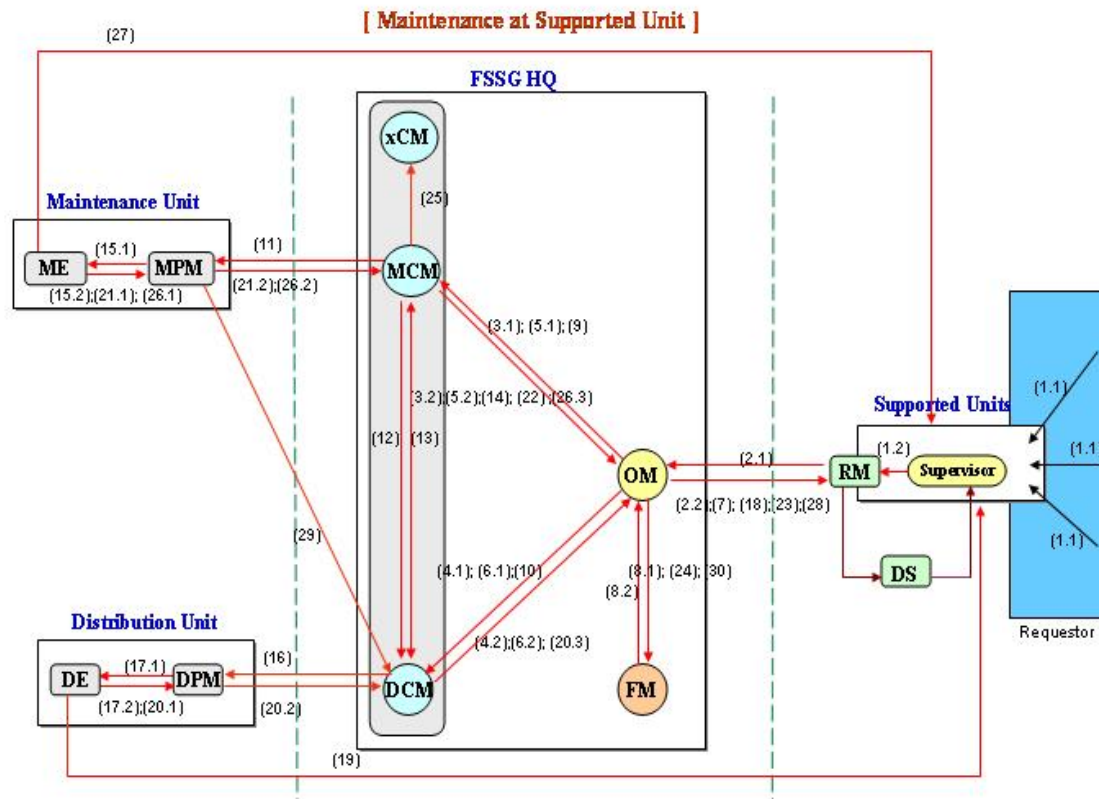 [ Maintenance at Supported Unit ]
(27)
FSSG HQ
xCM
(25)
Maintenance Unit
(15.1)
(11)
ME
MPM
MCM
(15.2);(21.1); (26.1)
(21.2);(26.2)
(3.1); (5.1); (9)
(3.2);(5.2);(14); (22);(26.3)
(12)
(13)
Supported Units
(1.1)
(1.2)
(1.1
(2.1)
RM
Supervisor
OM
(2.2);(7); (18);(23);(28)
(29)
(1.1)
(4.1); (6.1);(10)
(8.1); (24); (30)
DS
(8.2)
Distribution Unit
(4.2);(6.2); (20.3)
Requestor
(17.1)
(16)
DE
DPM
DCM
FM
(17.2);(20.1)
(20.2)
(19)